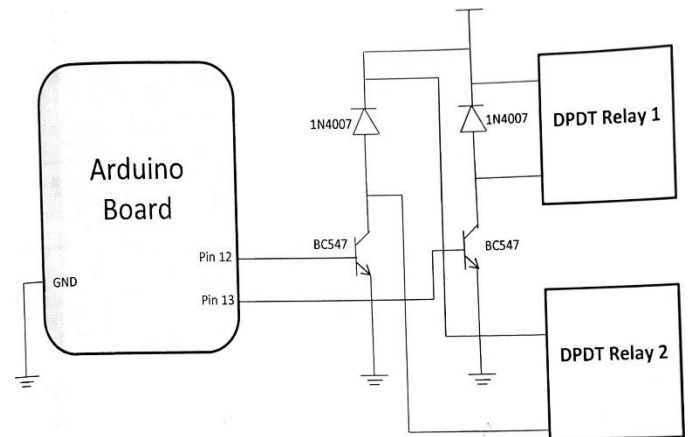 Arduino
Board
Pin 12
Pin 13
GND
1N4007
1N4007
BC547
BC547
DPDT Relay 1
DPDT Relay 2